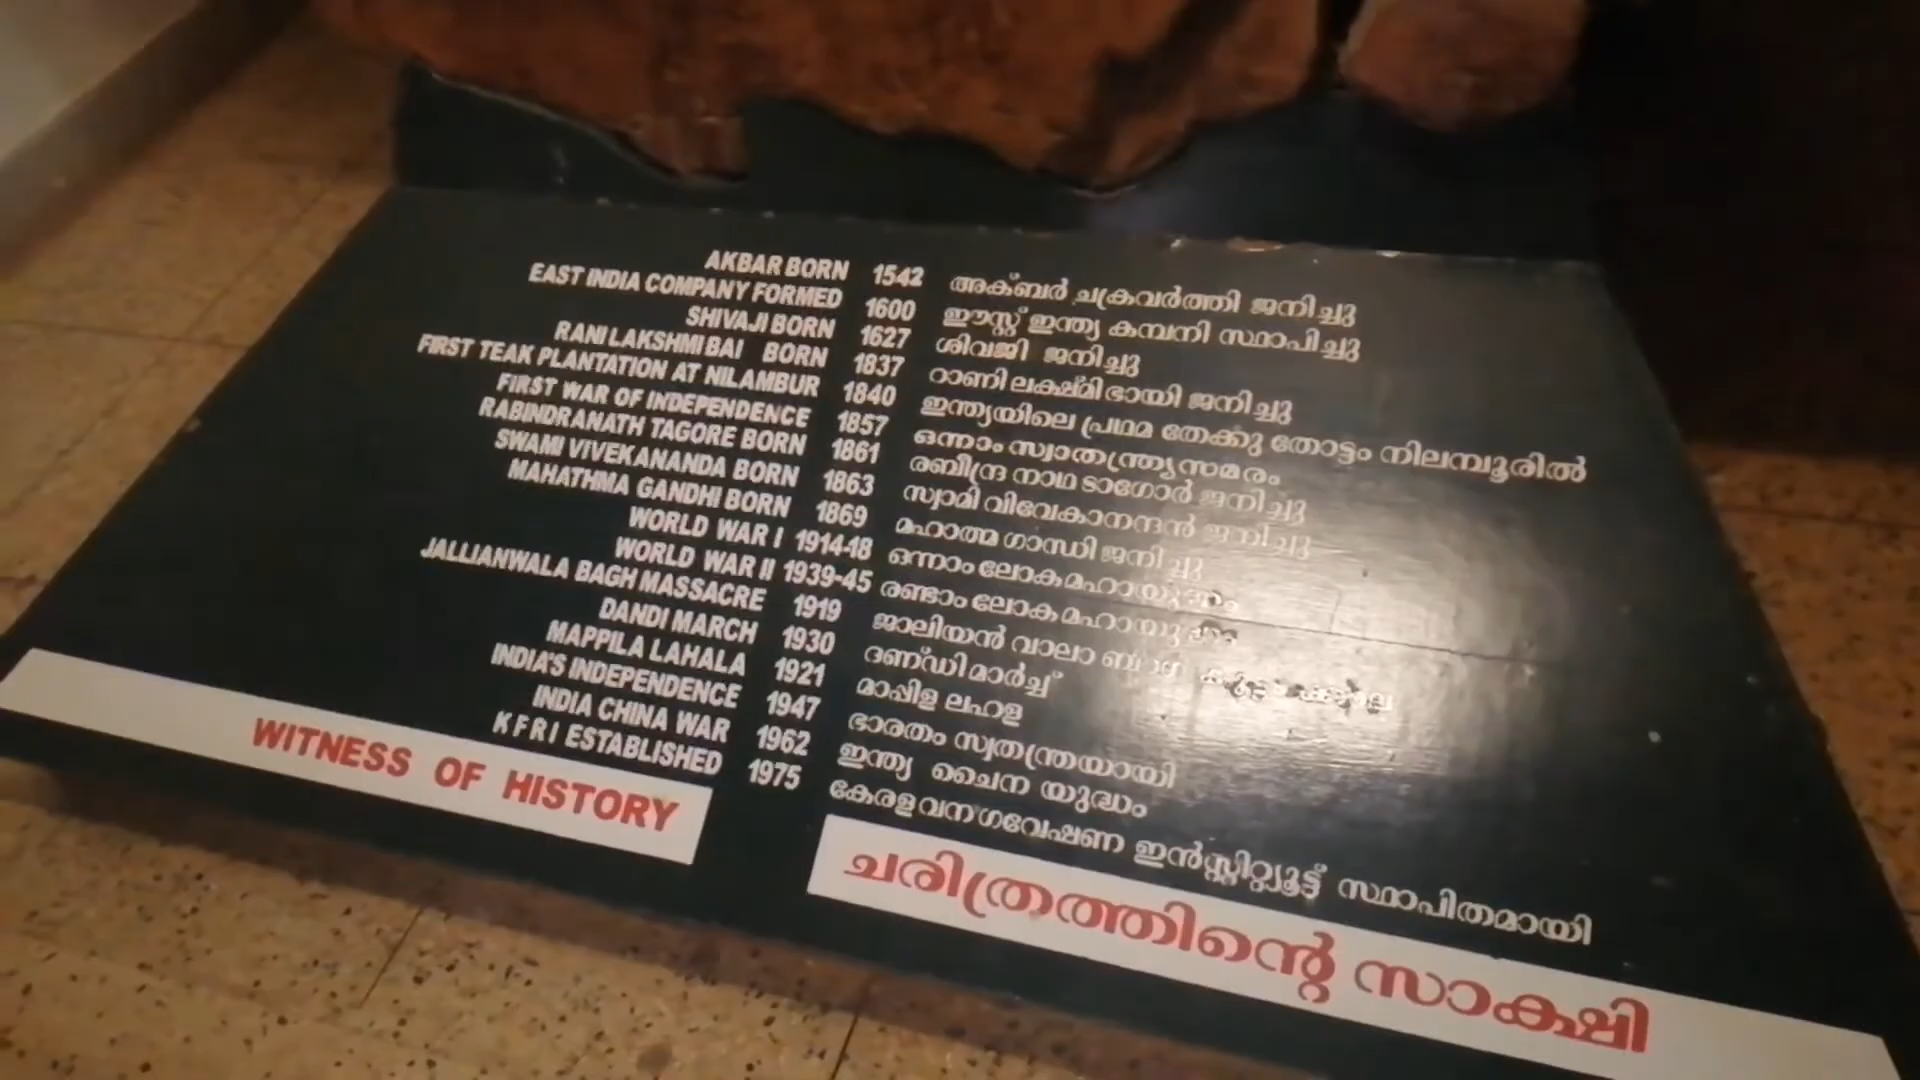 AKBAR BORN 1542 അക്ബർ ചക്രവർത്തി ജനിച്ചു
EAST INDIA COMPANY FORMED 1600 ഈസ്റ്റ് ഇന്ത്യ കമ്പനി സ്ഥാപിച്ചു
SHIVAJI BORN 1627 ശിവജി ജനിച്ചു
RANI LAKSHMI BAI BORN 1837 റാണി ലക്ഷ്മി ഭായി ജനിച്ചു
FIRST TEAK PLANTATION AT NILAMBUR 1840 ഇന്ത്യയിലെ പ്രഥമ തേക്കു തോട്ടം നിലമ്പൂരിൽ
FIRST WAR OF INDEPENDENCE 1857 ഒന്നാം സ്വാതന്ത്ര്യസമരം
RABINDRANATH TAGORE BORN 1861 രബീന്ദ്ര നാഥ ടാഗോർ ജനിച്ചു
SWAMI VIVEKANANDA BORN 1863 സ്വാമി വിവേകാനന്ദൻ ജനിച്ചു
MAHATHMA GANDHI BORN 1869 മഹാത്മ ഗാന്ധി ജനിച്ചു
WORLD WAR I 1914-18 ഒന്നാം ലോകമഹായുദ്ധം
WORLD WAR II 1939-45 രണ്ടാം ലോകമഹായുദ്ധം
JALLIANWALA BAGH MASSACRE 1919 ജാലിയൻ വാലാ
DANDI MARCH 1930 ദണ്ഡി മാർച്ച്
MAPPILA LAHALA 1921 മാപ്പിള ലഹള
INDIA'S INDEPENDENCE 1947 ഭാരതം സ്വതന്ത്രയായി
INDIA CHINA WAR 1962 ഇന്ത്യ ചൈന യുദ്ധം
K F R I ESTABLISHED 1975 കേരള വന ഗവേഷണ ഇൻസ്റ്റിറ്റ്യൂട്ട് സ്ഥാപിതമായി
WITNESS OF HISTORY
ചരിത്രത്തിന്റെ സാക്ഷി